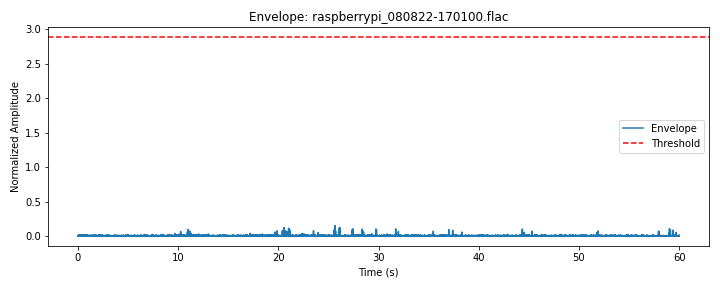 Envelope: raspberrypi_080822-170100.flac
Normalized Amplitude
3.0
2.5
2.0
1.5
1.0
0.5
0.0
Envelope
Threshold
0 10 20 30 40 50 60
Time (s)